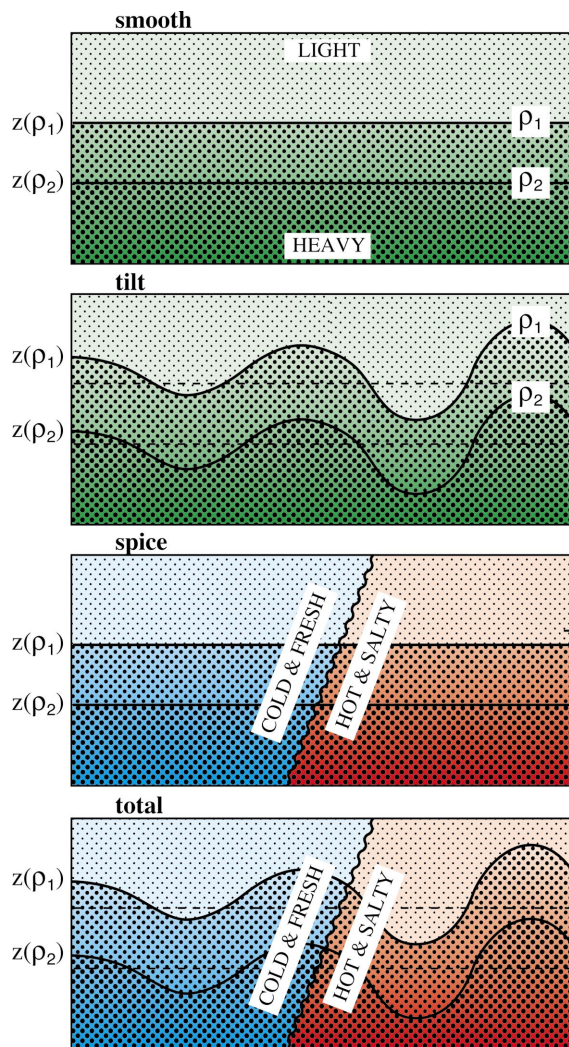 smooth
LIGHT
z(ρ₁)
ρ₁
z(ρ₂)
ρ₂
HEAVY
tilt
z(ρ₁)
ρ₁
z(ρ₂)
ρ₂
spice
z(ρ₁)
z(ρ₂)
COLD & FRESH
HOT & SALTY
total
z(ρ₁)
z(ρ₂)
COLD & FRESH
HOT & SALTY